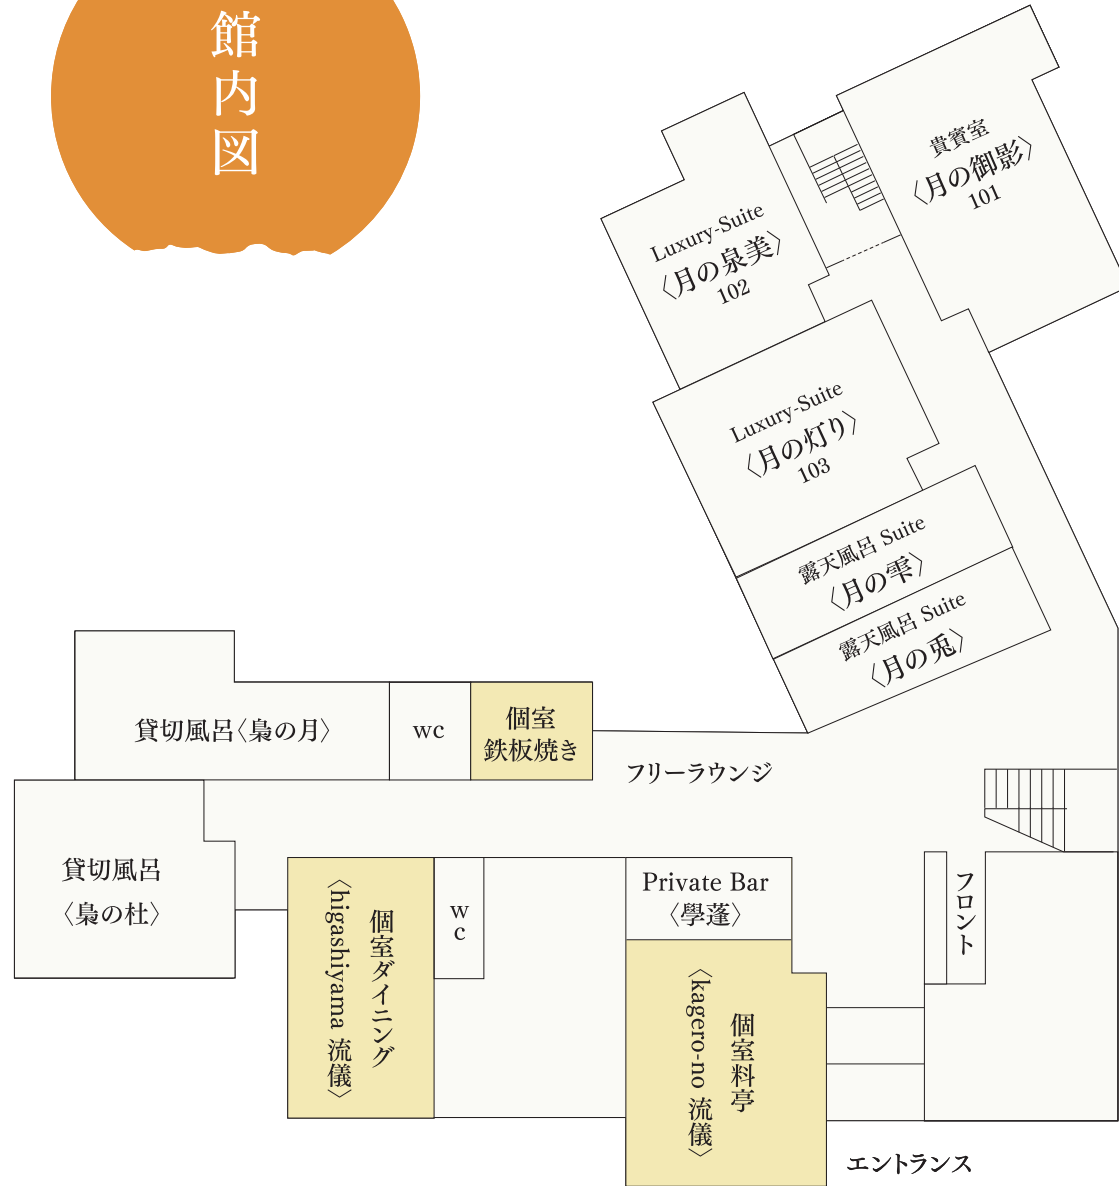 館内図
貴賓室
〈月の御影〉
101
Luxury-Suite
〈月の泉美〉
102
Luxury-Suite
〈月の灯り〉
103
露天風呂 Suite
〈月の雫〉
露天風呂 Suite
〈月の兎〉
貸切風呂〈梟の月〉
wc
個室
鉄板焼き
フリーラウンジ
貸切風呂
〈梟の杜〉
個室ダイニング
〈higashiyama 流儀〉
wc
Private Bar
〈學蓬〉
個室料亭
〈kagero-no 流儀〉
フロント
エントランス